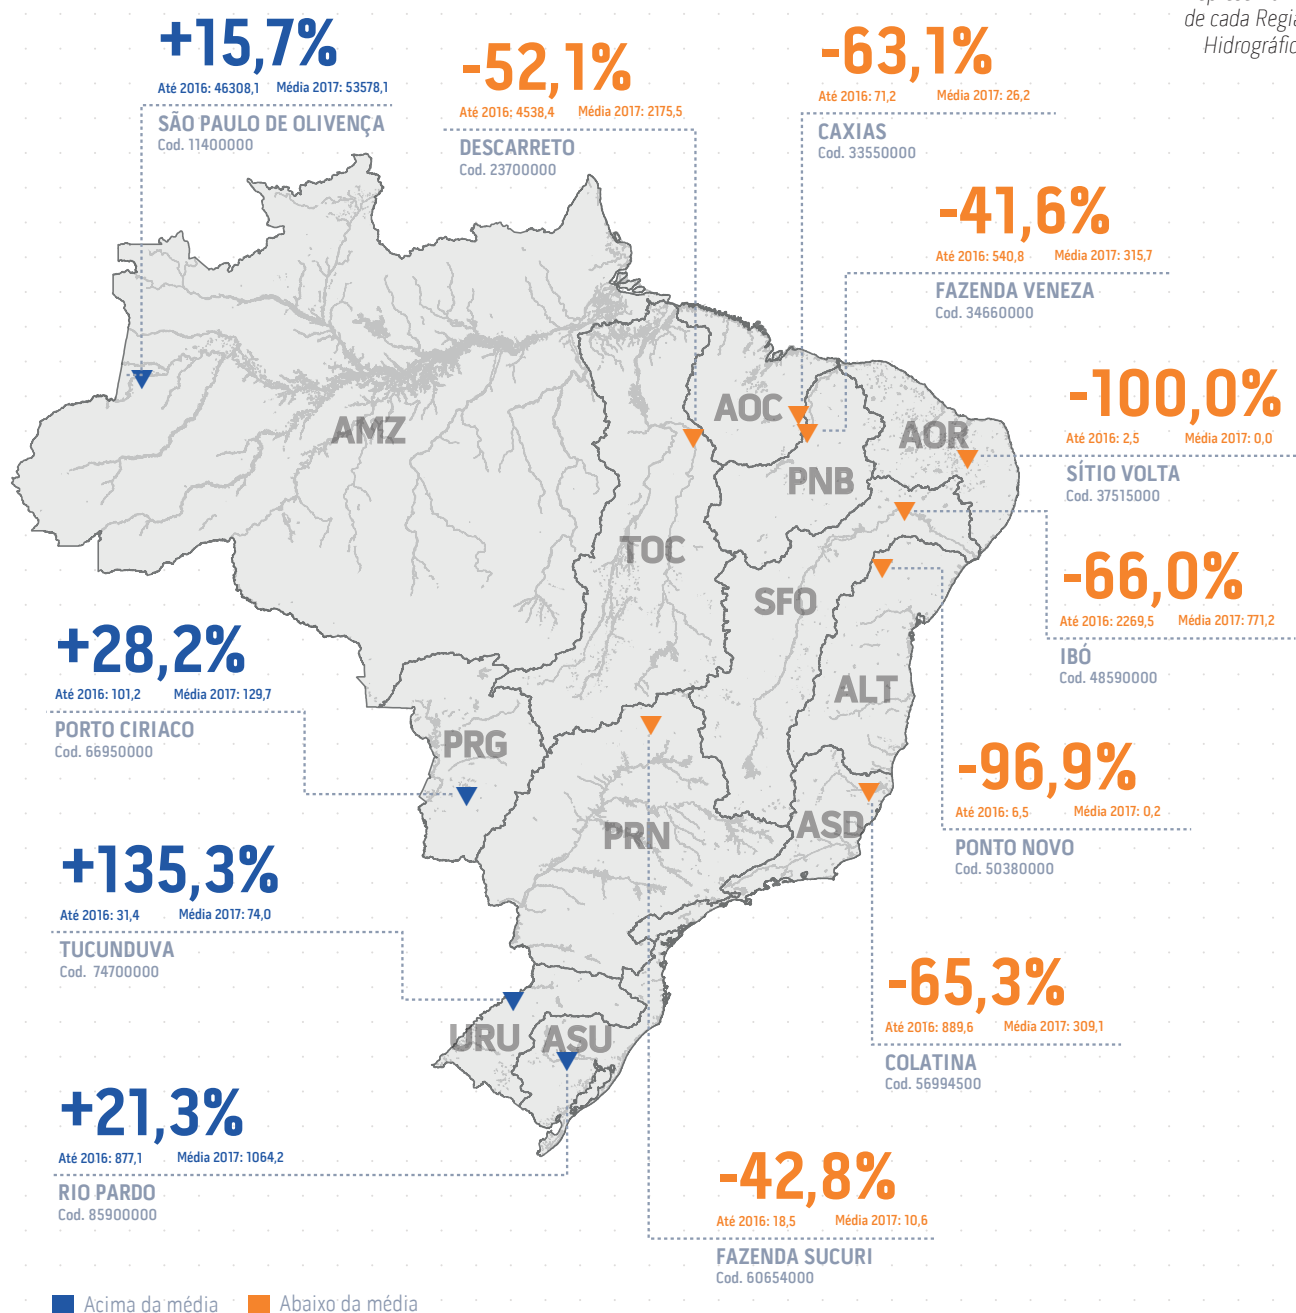 de cada
Hidrográfic
+15,7%
Até 2016: 46308,1 Média 2017: 53578,1
SÃO PAULO DE OLIVENÇA
Cod. 11400000
-52,1%
Até 2016: 4538,4 Média 2017: 2175,5
DESCARRETO
Cod. 23700000
-63,1%
Até 2016: 71,2 Média 2017: 26,2
CAXIAS
Cod. 33550000
-41,6%
Até 2016: 540,8 Média 2017: 315,7
FAZENDA VENEZA
Cod. 34660000
-100,0%
Até 2016: 2,5 Média 2017: 0,0
SÍTIO VOLTA
Cod. 37515000
-66,0%
Até 2016: 2269,5 Média 2017: 771,2
IBÓ
Cod. 48590000
-96,9%
Até 2016: 6,5 Média 2017: 0,2
PONTO NOVO
Cod. 50380000
-65,3%
Até 2016: 889,6 Média 2017: 309,1
COLATINA
Cod. 56994500
-42,8%
Até 2016: 18,5 Média 2017: 10,6
FAZENDA SUCURI
Cod. 60654000
+28,2%
Até 2016: 101,2 Média 2017: 129,7
PORTO CIRIACO
Cod. 66950000
+135,3%
Até 2016: 31,4 Média 2017: 74,0
TUCUNDUVA
Cod. 74700000
+21,3%
Até 2016: 877,1 Média 2017: 1064,2
RIO PARDO
Cod. 85900000
AMZ
AOC
AOR
PNB
TOC
SFO
ALT
PRG
PRN
ASD
URU
ASU
Acima da média Abaixo da média